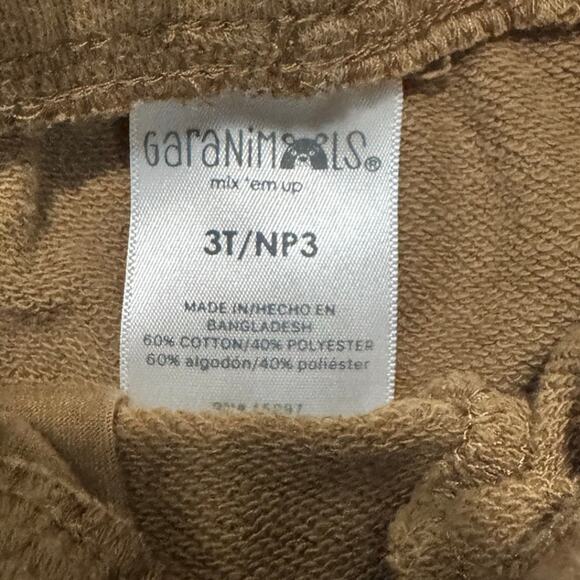 GaraNiMaLS®
mix 'em up
3T/NP3
MADE IN/HECHO EN
BANGLADESH
60% COTTON/40% POLYESTER
60% algodón/40% poliéster